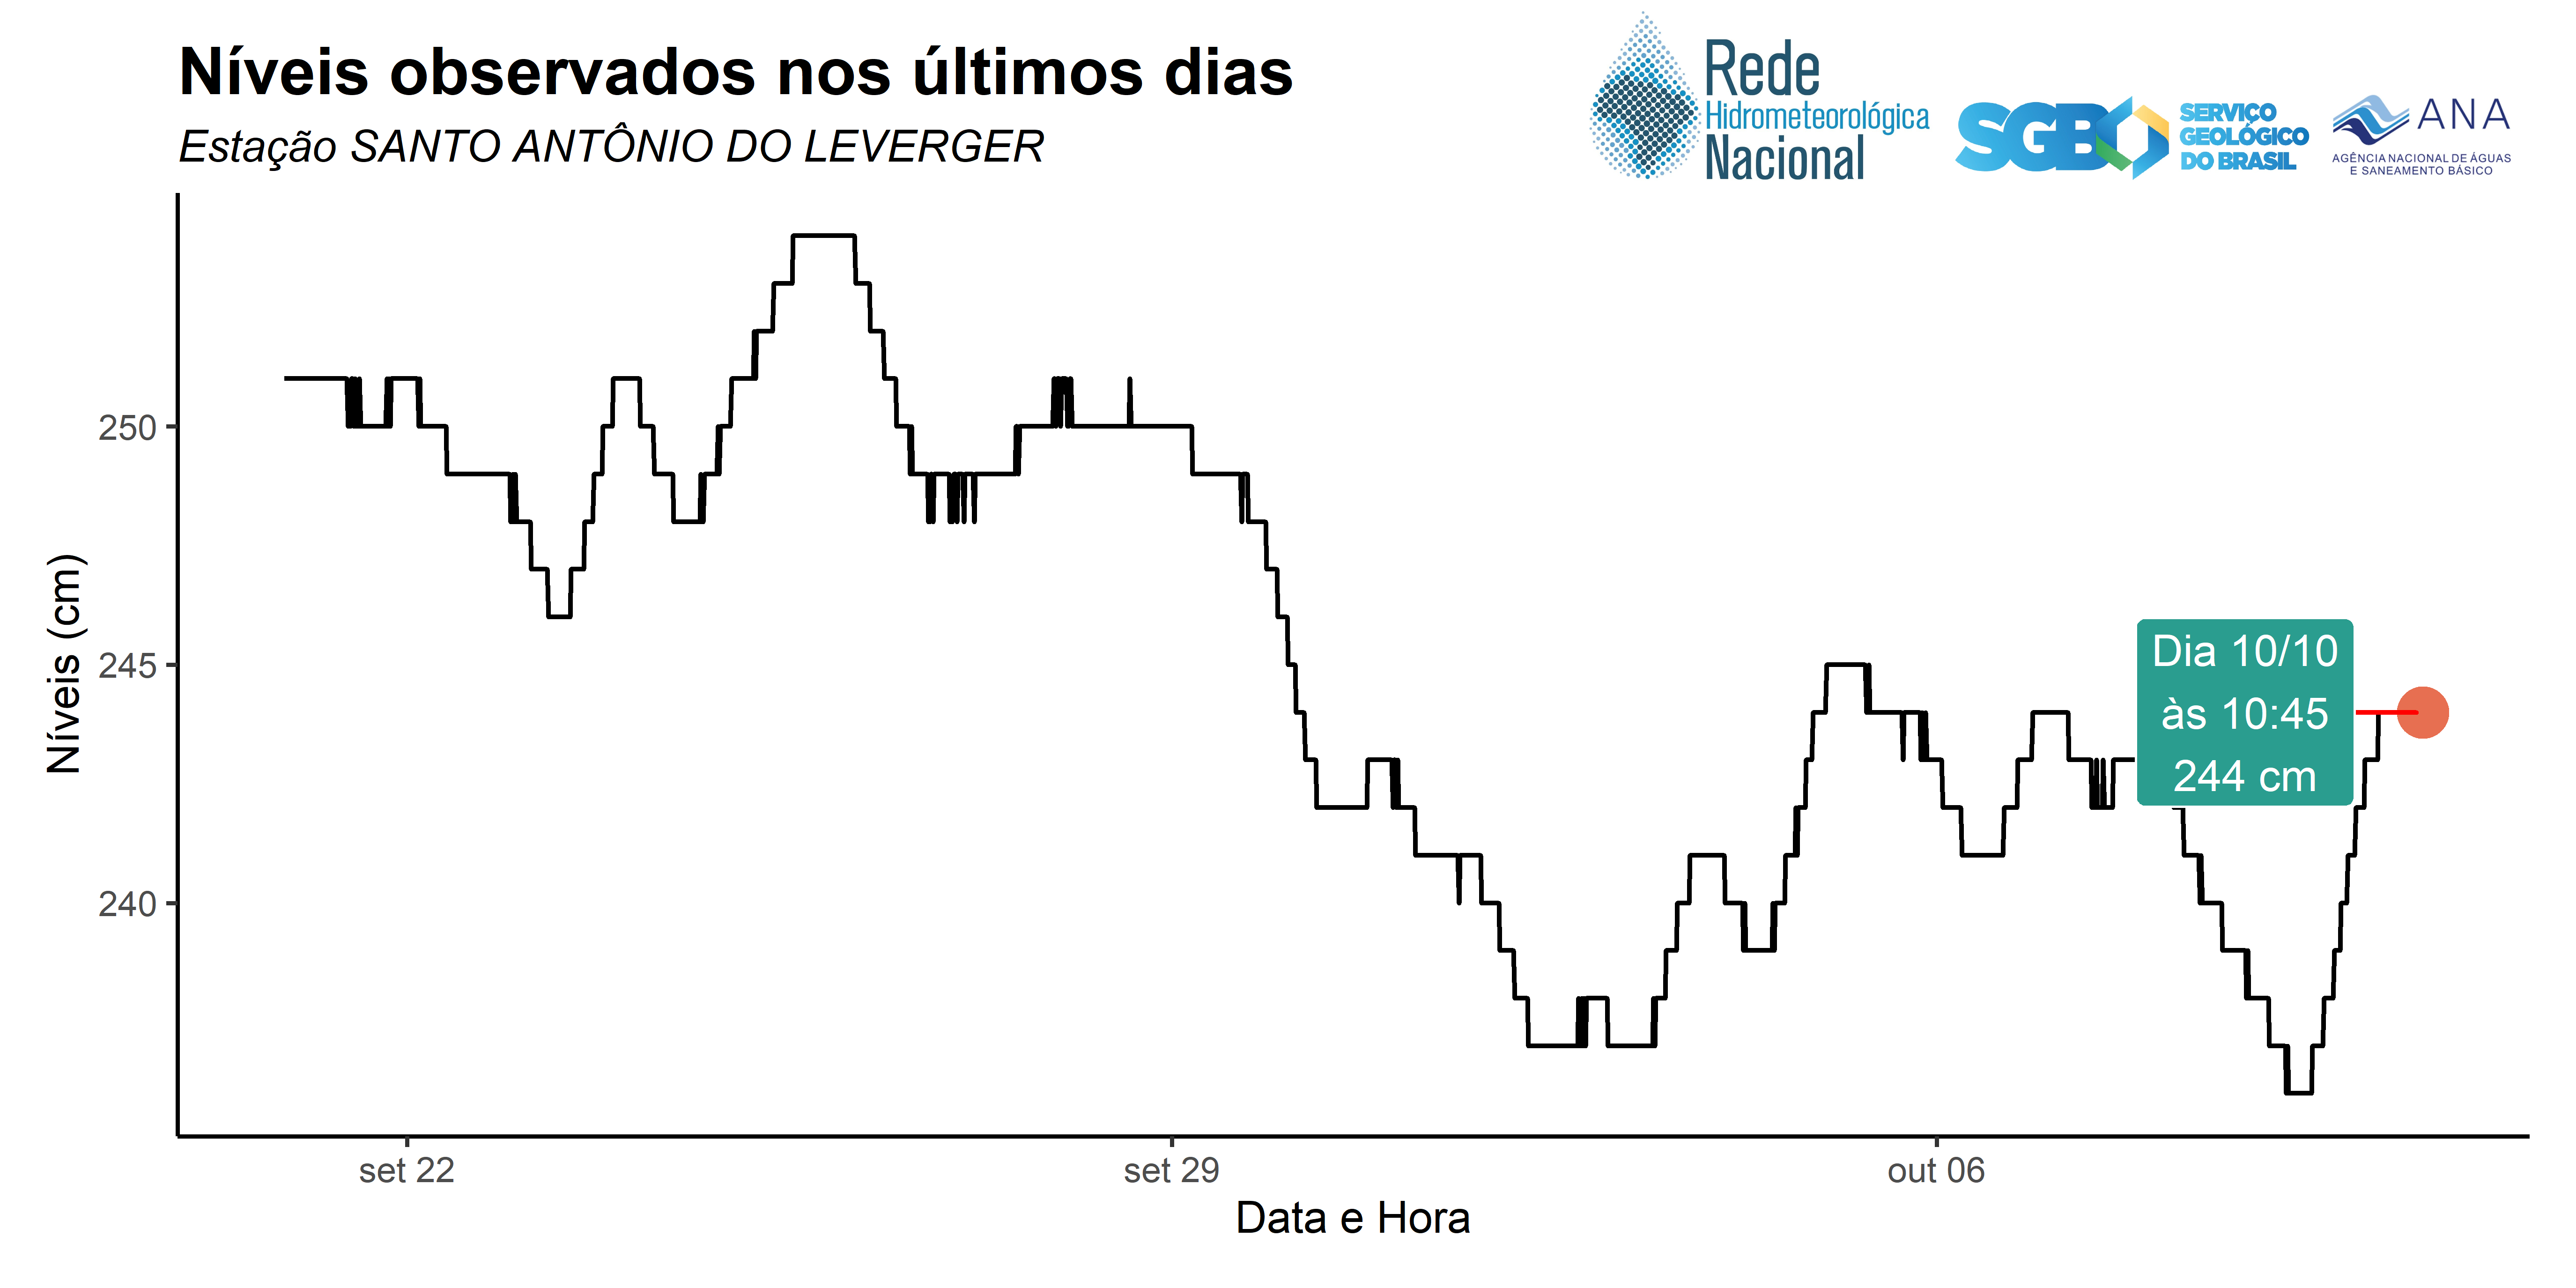 Níveis observados nos últimos dias
Estação SANTO ANTÔNIO DO LEVERGER
Rede
Hidrometeorológica
Nacional
SGB
SERVIÇO
GEOLÓGICO
DO BRASIL
ANA
AGÊNCIA NACIONAL DE ÁGUAS
E SANEAMENTO BÁSICO
Níveis (cm)
250
245
240
Dia 10/10
às 10:45
244 cm
set 22
set 29
out 06
Data e Hora